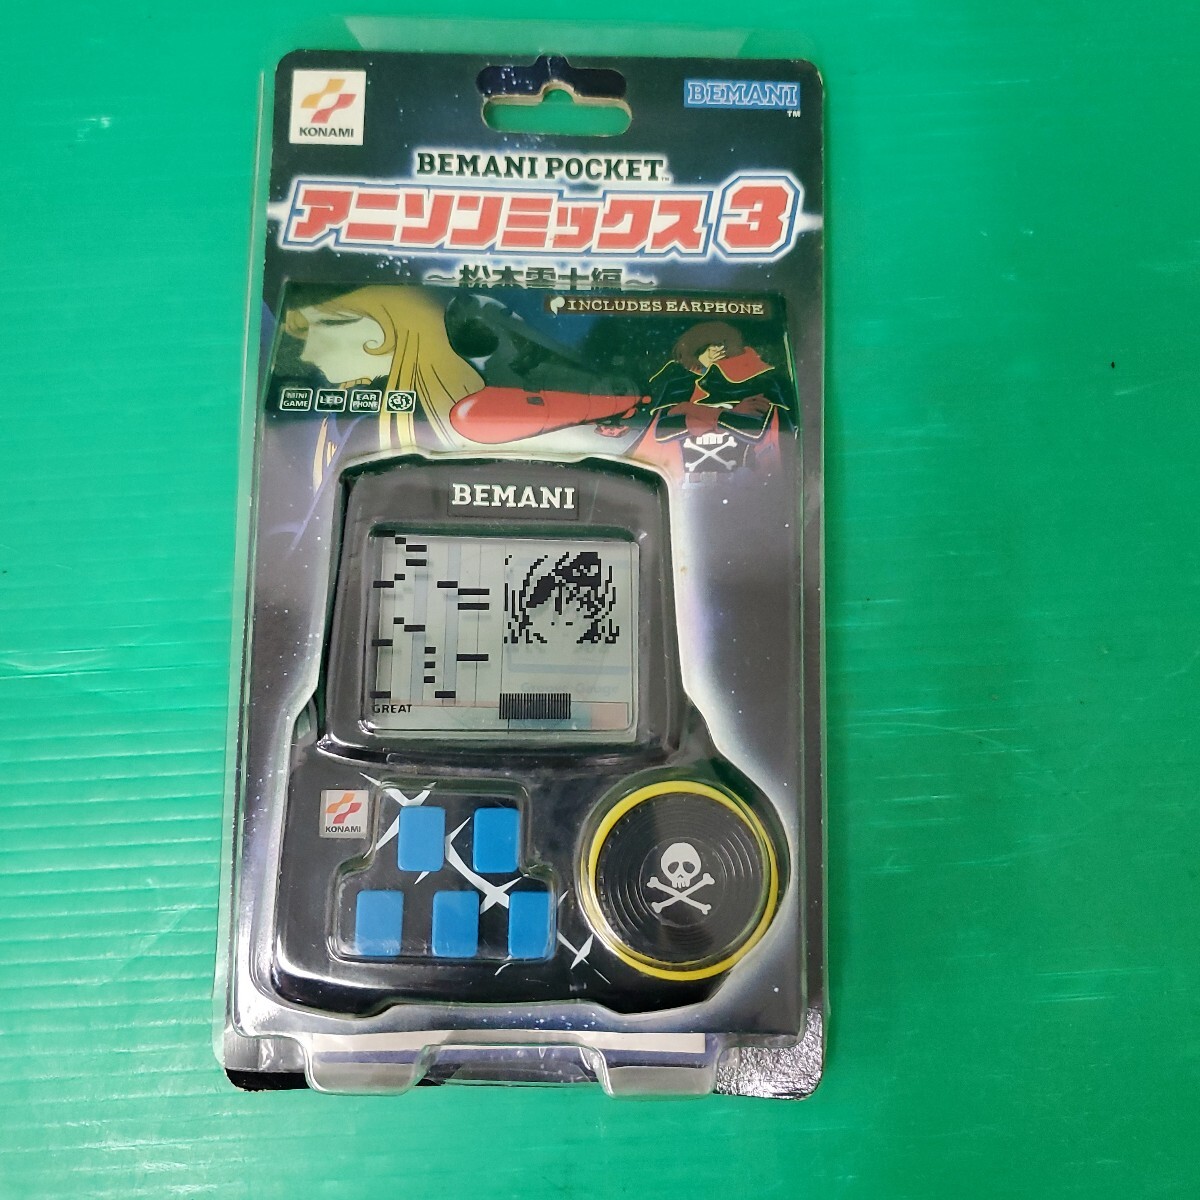 KONAMI
BEMANI
TM
BEMANI POCKET™
アニソンミックス3
～松本零士編～
INCLUDES EARPHONE
MINI GAME
LED
EAR PHONE
BEMANI
GREAT
KONAMI